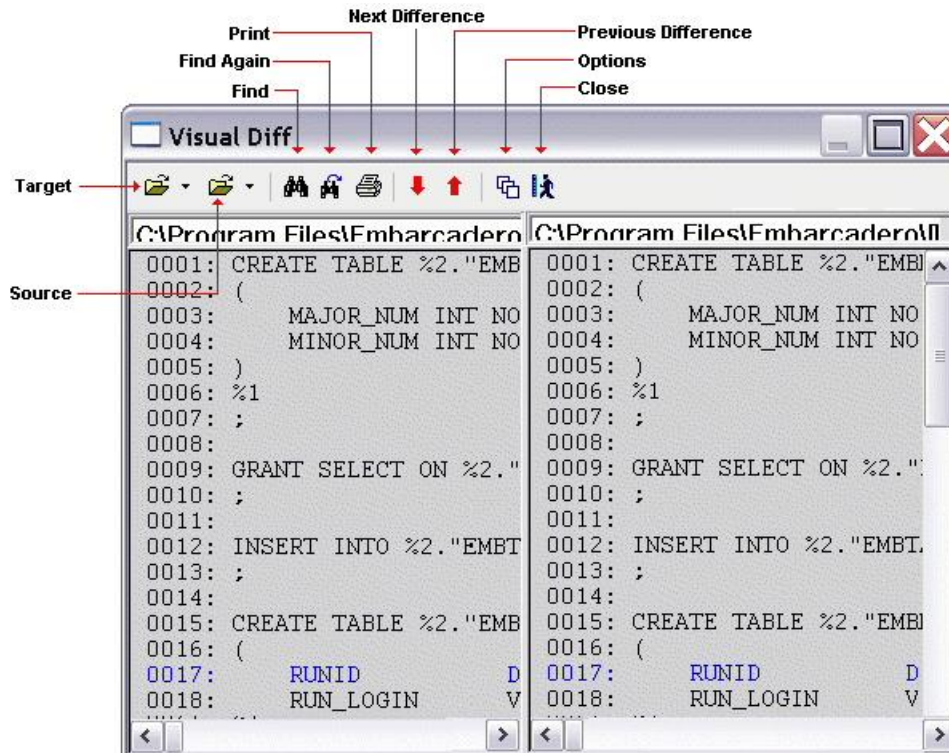 Next Difference
Print
Previous Difference
Find Again
Options
Find
Close
Visual Diff
Target
Source
C:\Program Files\Embarcadero
0001: CREATE TABLE %2."EMB
0002: (
0003: MAJOR_NUM INT NO
0004: MINOR_NUM INT NO
0005: )
0006: %1
0007: ;
0008:
0009: GRANT SELECT ON %2."
0010: ;
0011:
0012: INSERT INTO %2."EMBT
0013: ;
0014:
0015: CREATE TABLE %2."EMB
0016: (
0017: RUNID D
0018: RUN_LOGIN V
C:\Program Files\Embarcadero\
0001: CREATE TABLE %2."EMB
0002: (
0003: MAJOR_NUM INT NO
0004: MINOR_NUM INT NO
0005: )
0006: %1
0007: ;
0008:
0009: GRANT SELECT ON %2."
0010: ;
0011:
0012: INSERT INTO %2."EMBT
0013: ;
0014:
0015: CREATE TABLE %2."EMB
0016: (
0017: RUNID D
0018: RUN_LOGIN V